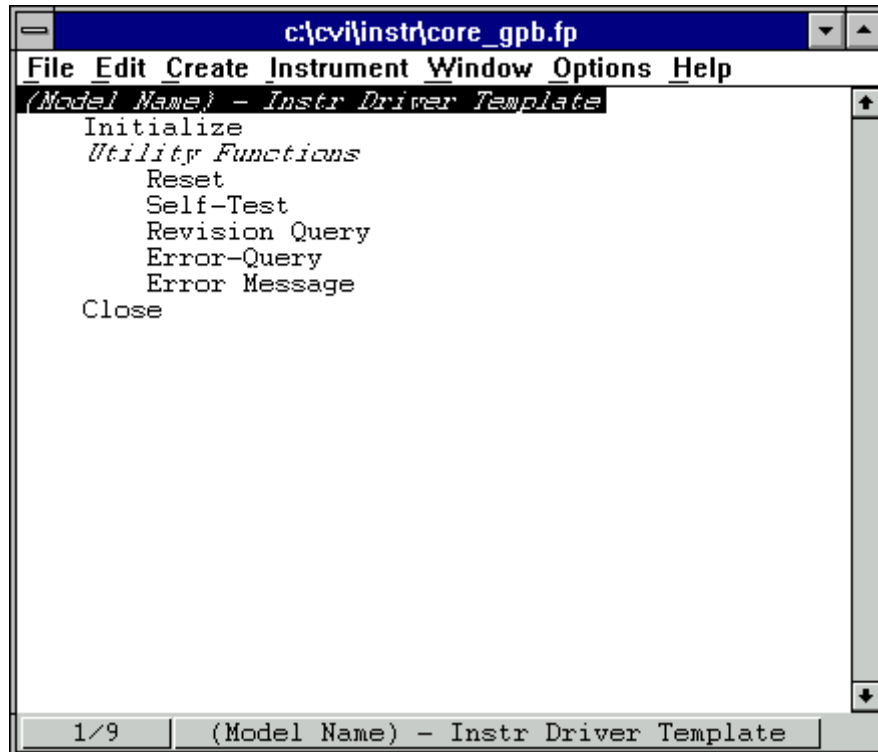 c:\cvi\instr\core_gpb.fp
File Edit Create Instrument Window Options Help
(Model Name) - Instr Driver Template
Initialize
Utility Functions
Reset
Self-Test
Revision Query
Error-Query
Error Message
Close
1/9 (Model Name) - Instr Driver Template